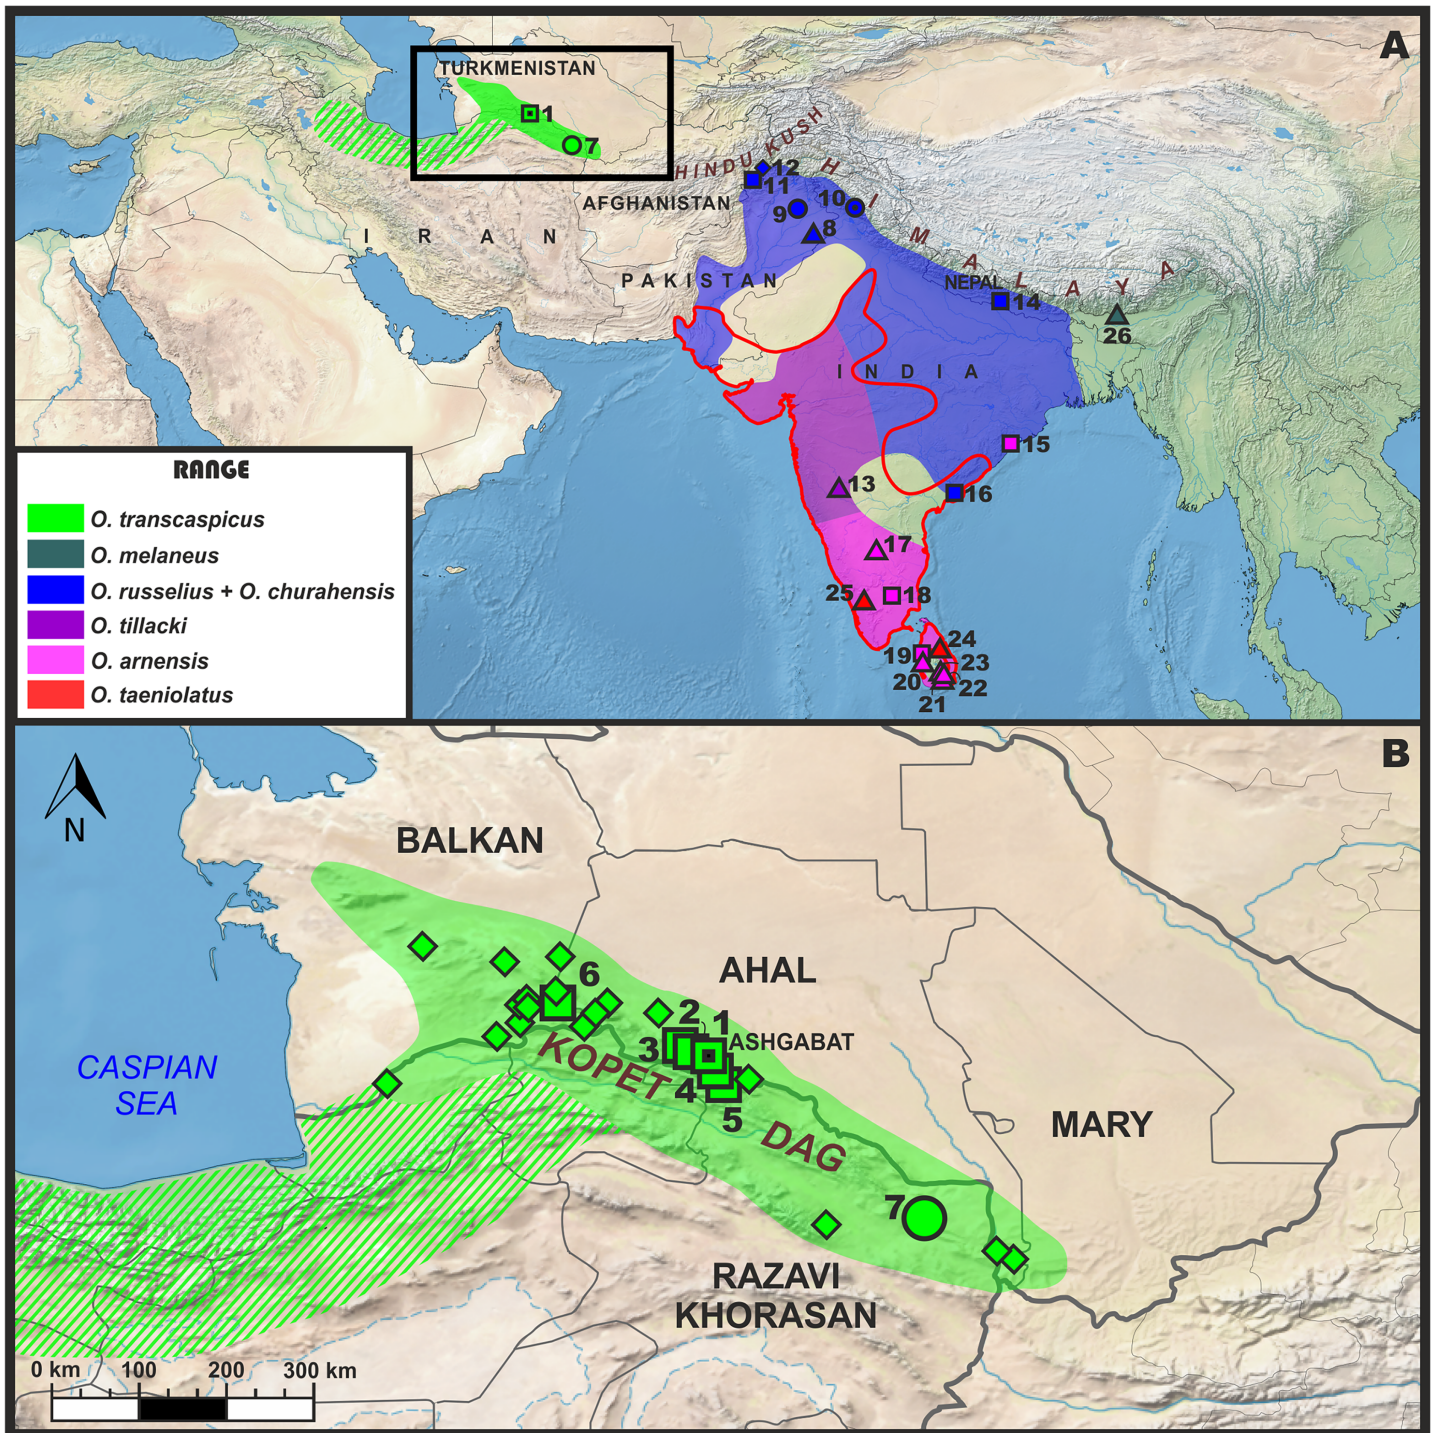 A
TURKMENISTAN
1
7
HINDU KUSH
HIMALAYA
12
11
AFGHANISTAN
10
9
8
I R A N
PAKISTAN
NEPAL
14
26
INDIA
15
13
16
17
25
18
24
19
23
20
22
21
RANGE
O. transcaspicus
O. melaneus
O. russelius + O. churahensis
O. tillacki
O. arnensis
O. taeniolatus
B
N
BALKAN
AHAL
6
2
1
ASHGABAT
3
KOPET DAG
4
5
CASPIAN
SEA
MARY
7
RAZAVI
KHORASAN
0 km 100 200 300 km